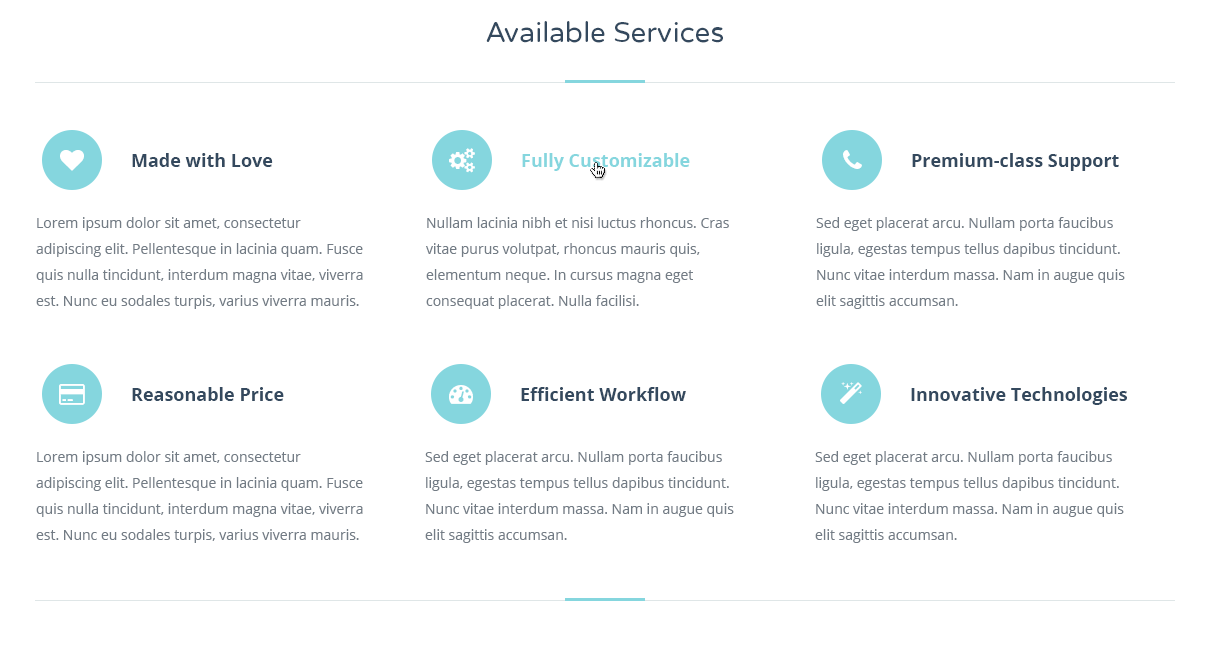 Available Services
Made with Love
Lorem ipsum dolor sit amet, consectetur
adipiscing elit. Pellentesque in lacinia quam. Fusce
quis nulla tincidunt, interdum magna vitae, viverra
est. Nunc eu sodales turpis, varius viverra mauris.
Fully Customizable
Nullam lacinia nibh et nisi luctus rhoncus. Cras
vitae purus volutpat, rhoncus mauris quis,
elementum neque. In cursus magna eget
consequat placerat. Nulla facilisi.
Premium-class Support
Sed eget placerat arcu. Nullam porta faucibus
ligula, egestas tempus tellus dapibus tincidunt.
Nunc vitae interdum massa. Nam in augue quis
elit sagittis accumsan.
Reasonable Price
Lorem ipsum dolor sit amet, consectetur
adipiscing elit. Pellentesque in lacinia quam. Fusce
quis nulla tincidunt, interdum magna vitae, viverra
est. Nunc eu sodales turpis, varius viverra mauris.
Efficient Workflow
Sed eget placerat arcu. Nullam porta faucibus
ligula, egestas tempus tellus dapibus tincidunt.
Nunc vitae interdum massa. Nam in augue quis
elit sagittis accumsan.
Innovative Technologies
Sed eget placerat arcu. Nullam porta faucibus
ligula, egestas tempus tellus dapibus tincidunt.
Nunc vitae interdum massa. Nam in augue quis
elit sagittis accumsan.